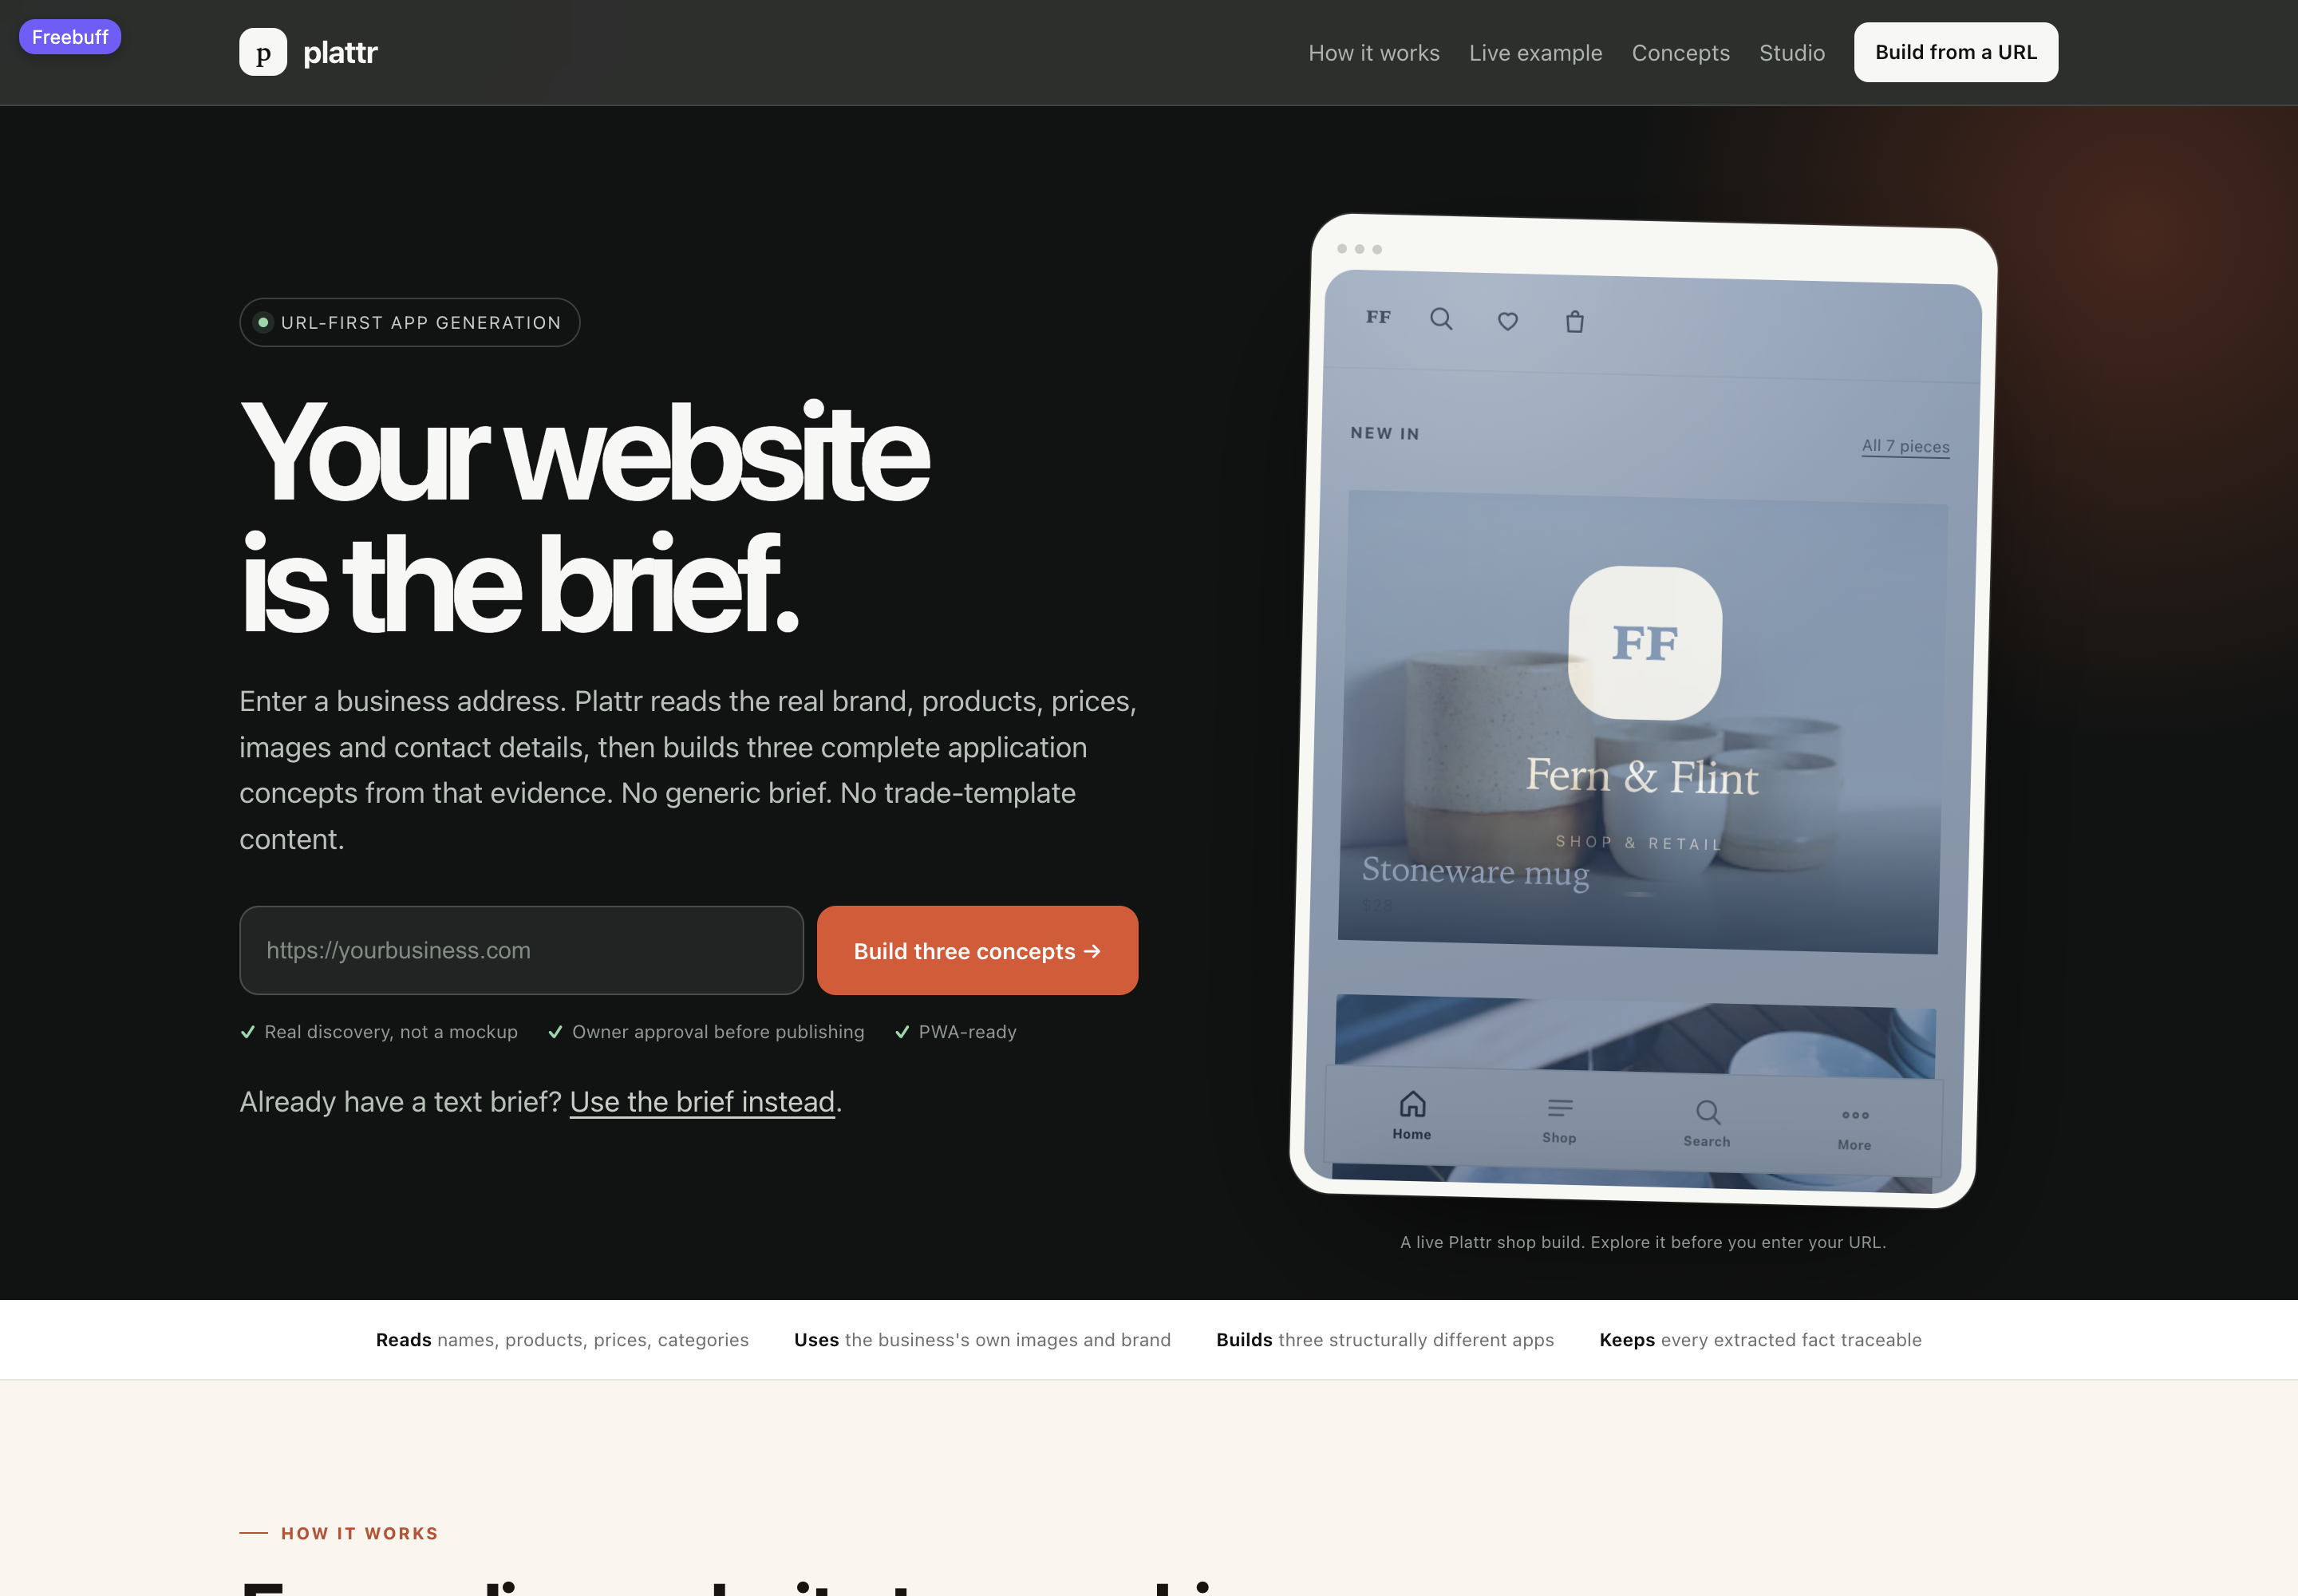 Freebuff
p plattr
How it works Live example Concepts Studio Build from a URL
URL-FIRST APP GENERATION
Your website
is the brief.
Enter a business address. Plattr reads the real brand, products, prices,
images and contact details, then builds three complete application
concepts from that evidence. No generic brief. No trade-template
content.
https://yourbusiness.com
Build three concepts →
Real discovery, not a mockup Owner approval before publishing PWA-ready
Already have a text brief? Use the brief instead.
FF
NEW IN
All 7 pieces
FF
Fern & Flint
SHOP & RETAIL
Stoneware mug
$28
Home Shop Search More
A live Plattr shop build. Explore it before you enter your URL.
Reads names, products, prices, categories
Uses the business's own images and brand
Builds three structurally different apps
Keeps every extracted fact traceable
HOW IT WORKS